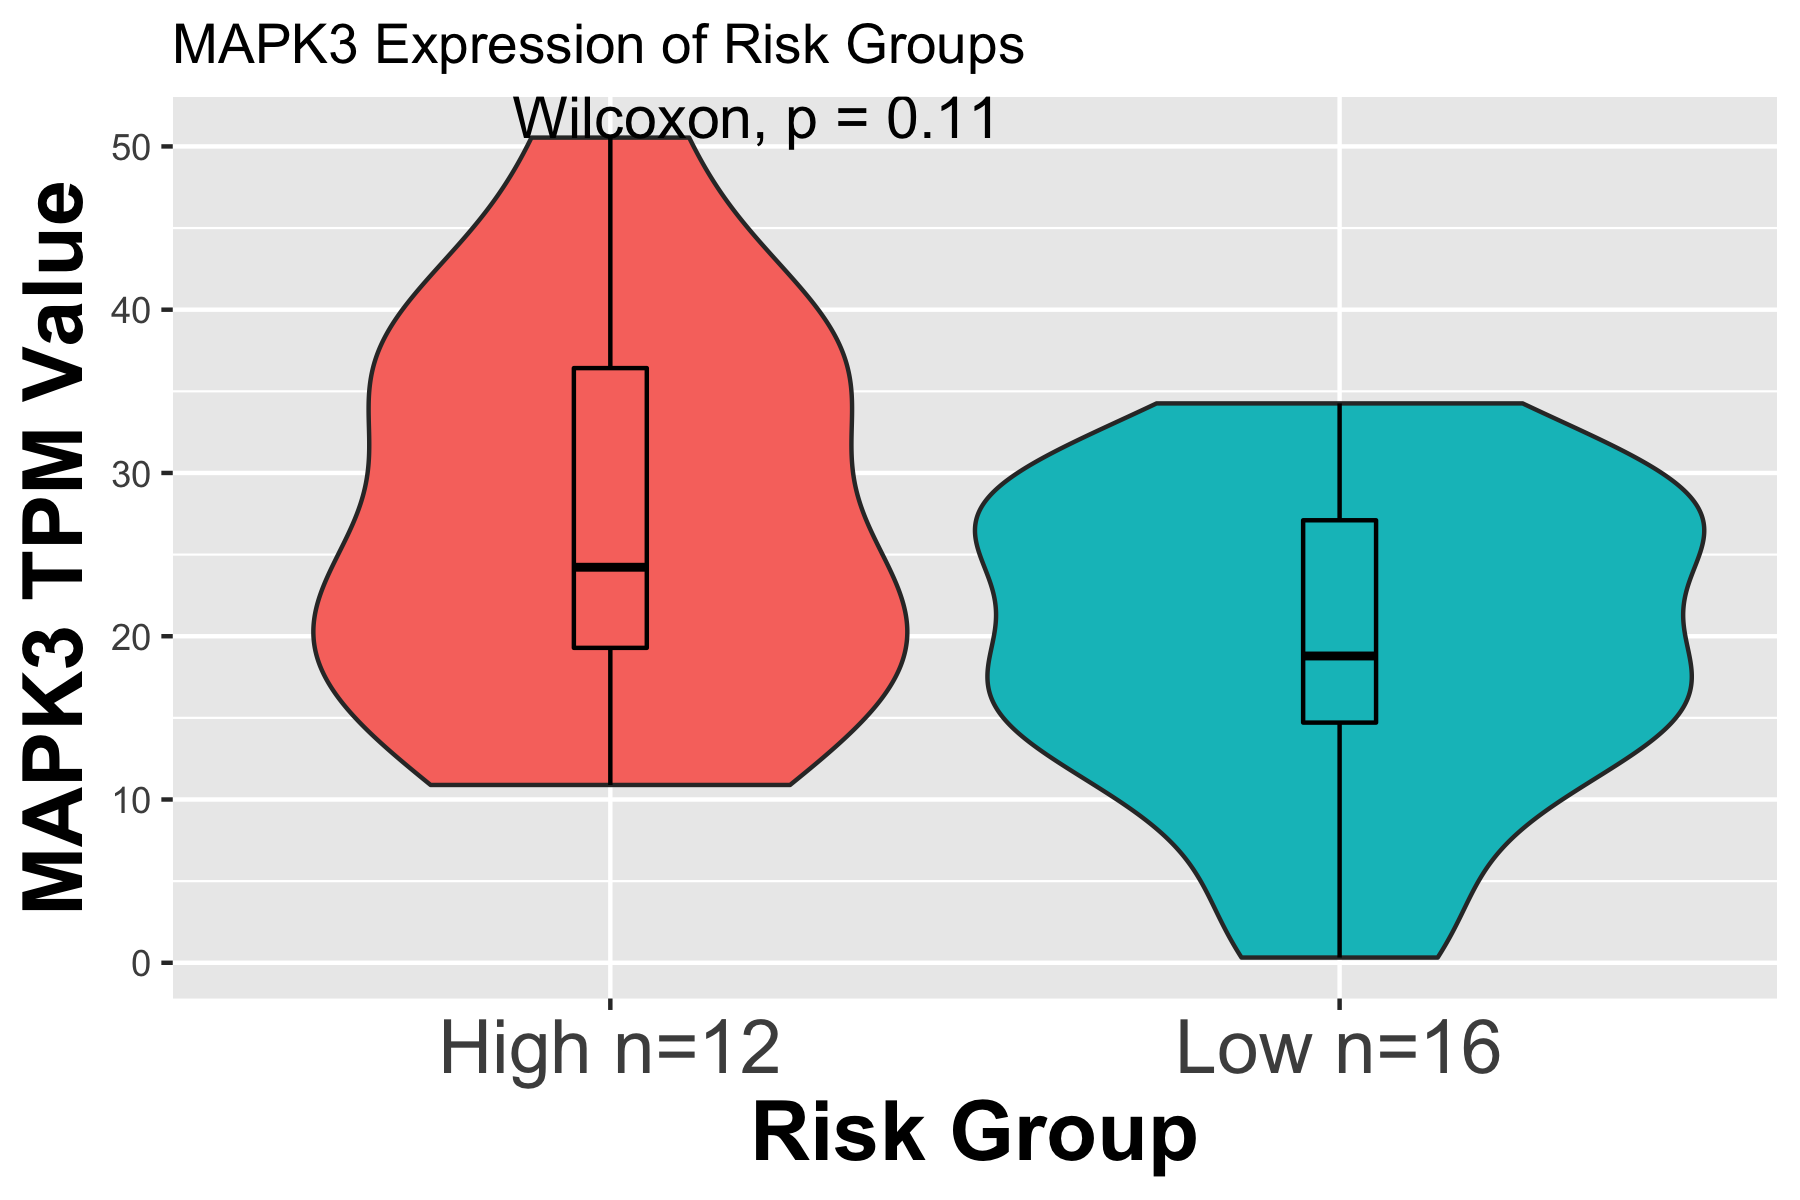 MAPK3 Expression of Risk Groups
Wilcoxon, p = 0.11
MAPK3 TPM Value
50
40
30
20
10
0
High n=12
Low n=16
Risk Group